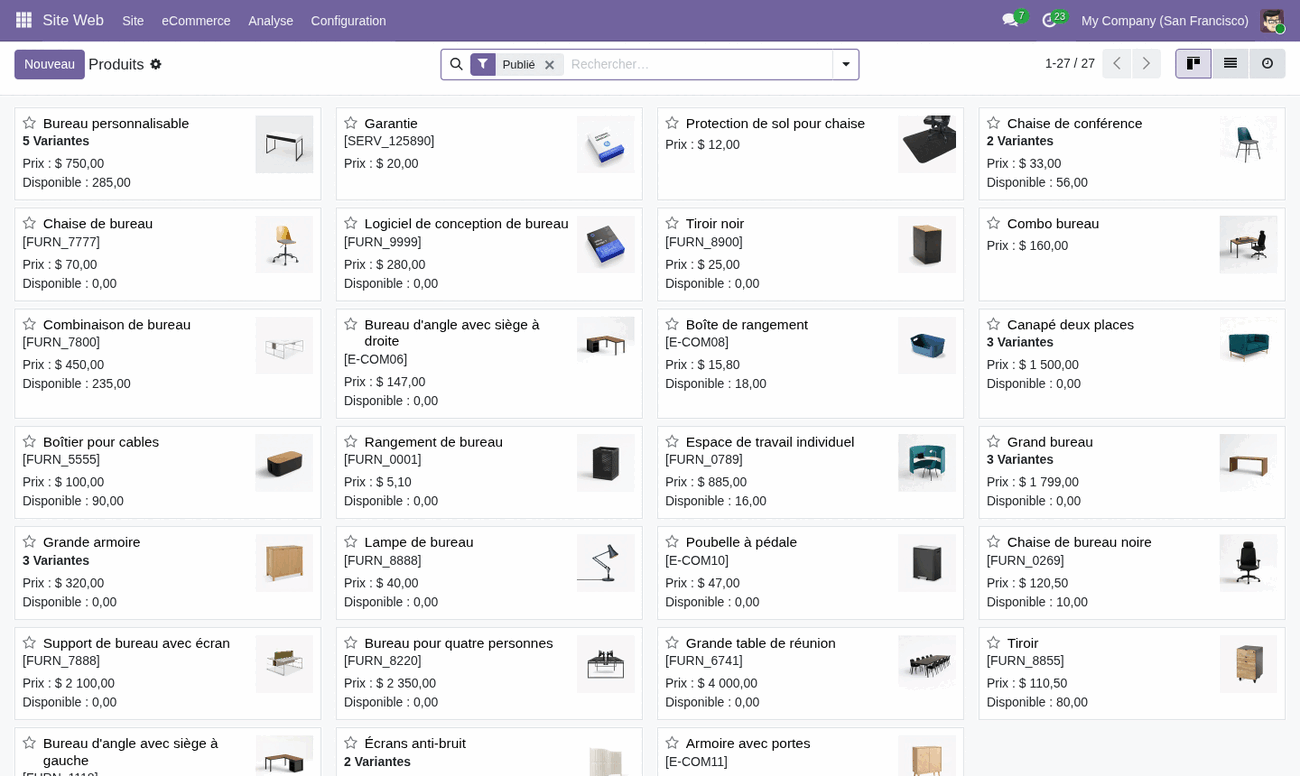 Site Web Site eCommerce Analyse Configuration 7 23 My Company (San Francisco)
Nouveau Produits Publié Rechercher... 1-27 / 27
Bureau personnalisable
5 Variantes
Prix : $ 750,00
Disponible : 285,00
Garantie
[SERV_125890]
Prix : $ 20,00
Protection de sol pour chaise
Prix : $ 12,00
Chaise de conférence
2 Variantes
Prix : $ 33,00
Disponible : 56,00
Chaise de bureau
[FURN_7777]
Prix : $ 70,00
Disponible : 0,00
Logiciel de conception de bureau
[FURN_9999]
Prix : $ 280,00
Disponible : 0,00
Tiroir noir
[FURN_8900]
Prix : $ 25,00
Disponible : 0,00
Combo bureau
Prix : $ 160,00
Combinaison de bureau
[FURN_7800]
Prix : $ 450,00
Disponible : 235,00
Bureau d'angle avec siège à
droite
[E-COM06]
Prix : $ 147,00
Disponible : 0,00
Boîte de rangement
[E-COM08]
Prix : $ 15,80
Disponible : 18,00
Canapé deux places
3 Variantes
Prix : $ 1 500,00
Disponible : 0,00
Boîtier pour cables
[FURN_5555]
Prix : $ 100,00
Disponible : 90,00
Rangement de bureau
[FURN_0001]
Prix : $ 5,10
Disponible : 0,00
Espace de travail individuel
[FURN_0789]
Prix : $ 885,00
Disponible : 16,00
Grand bureau
3 Variantes
Prix : $ 1 799,00
Disponible : 0,00
Grande armoire
3 Variantes
Prix : $ 320,00
Disponible : 0,00
Lampe de bureau
[FURN_8888]
Prix : $ 40,00
Disponible : 0,00
Poubelle à pédale
[E-COM10]
Prix : $ 47,00
Disponible : 0,00
Chaise de bureau noire
[FURN_0269]
Prix : $ 120,50
Disponible : 10,00
Support de bureau avec écran
[FURN_7888]
Prix : $ 2 100,00
Disponible : 0,00
Bureau pour quatre personnes
[FURN_8220]
Prix : $ 2 350,00
Disponible : 0,00
Grande table de réunion
[FURN_6741]
Prix : $ 4 000,00
Disponible : 0,00
Tiroir
[FURN_8855]
Prix : $ 110,50
Disponible : 80,00
Bureau d'angle avec siège à
gauche
Écrans anti-bruit
2 Variantes
Armoire avec portes
[E-COM11]